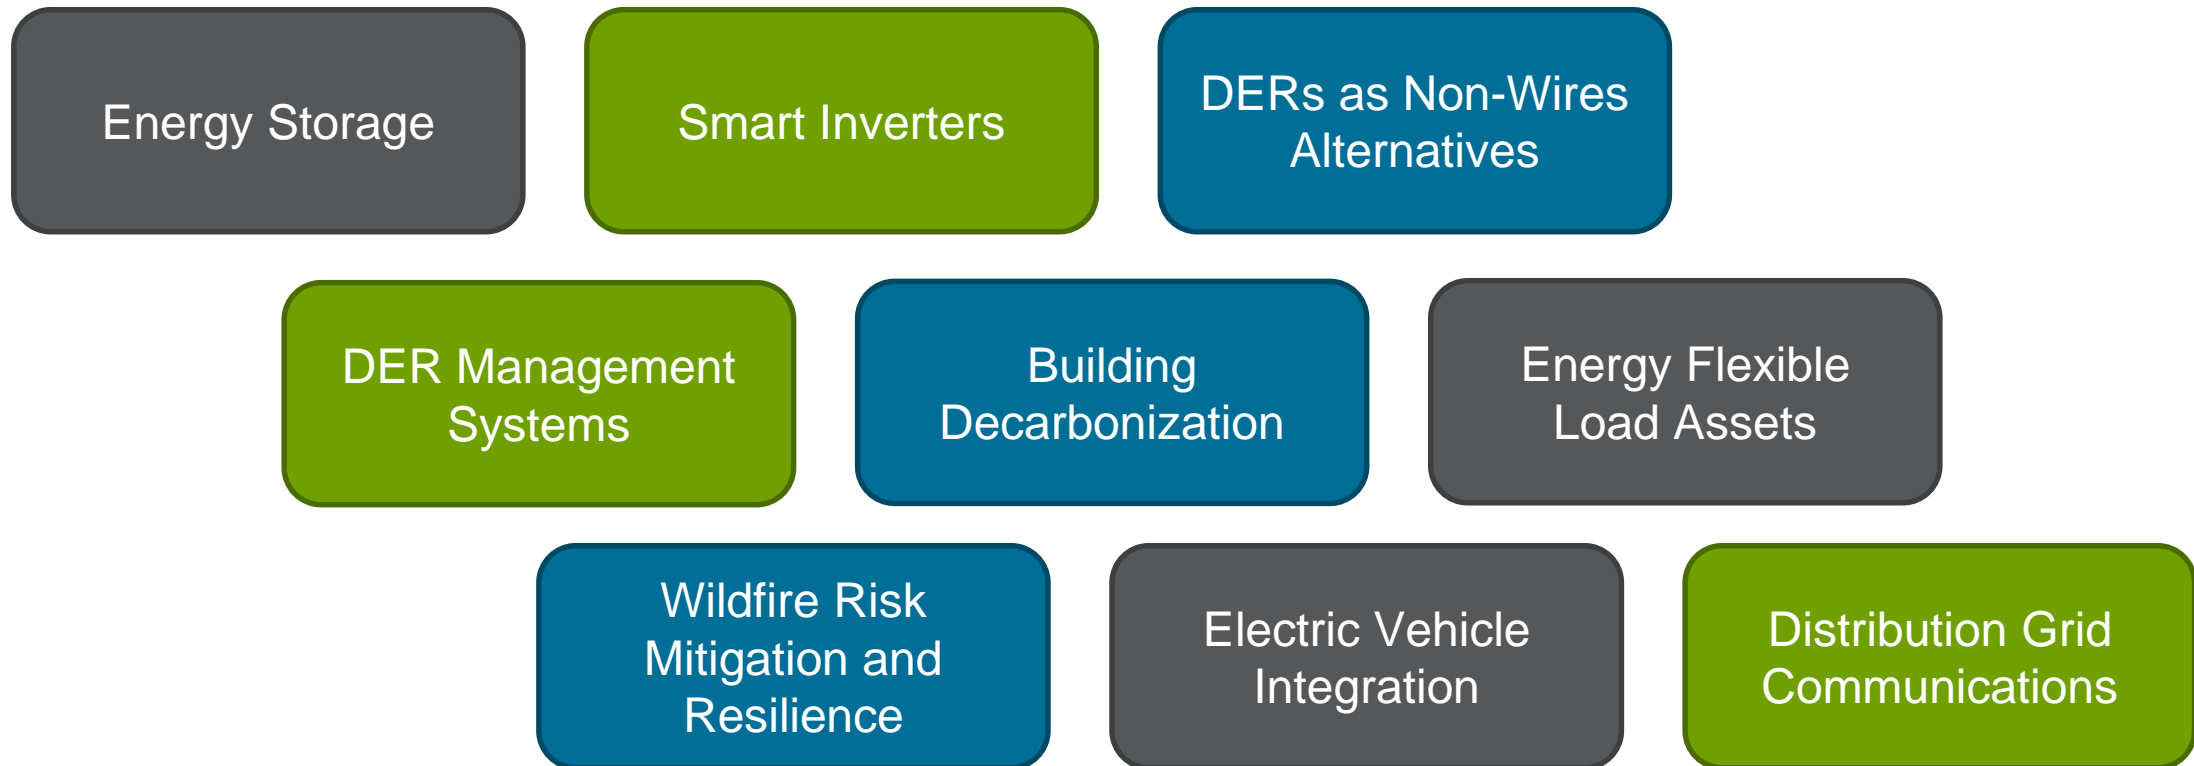 Energy Storage
Smart Inverters
DERs as Non-Wires
Alternatives
DER Management
Systems
Building
Decarbonization
Energy Flexible
Load Assets
Wildfire Risk
Mitigation and
Resilience
Electric Vehicle
Integration
Distribution Grid
Communications